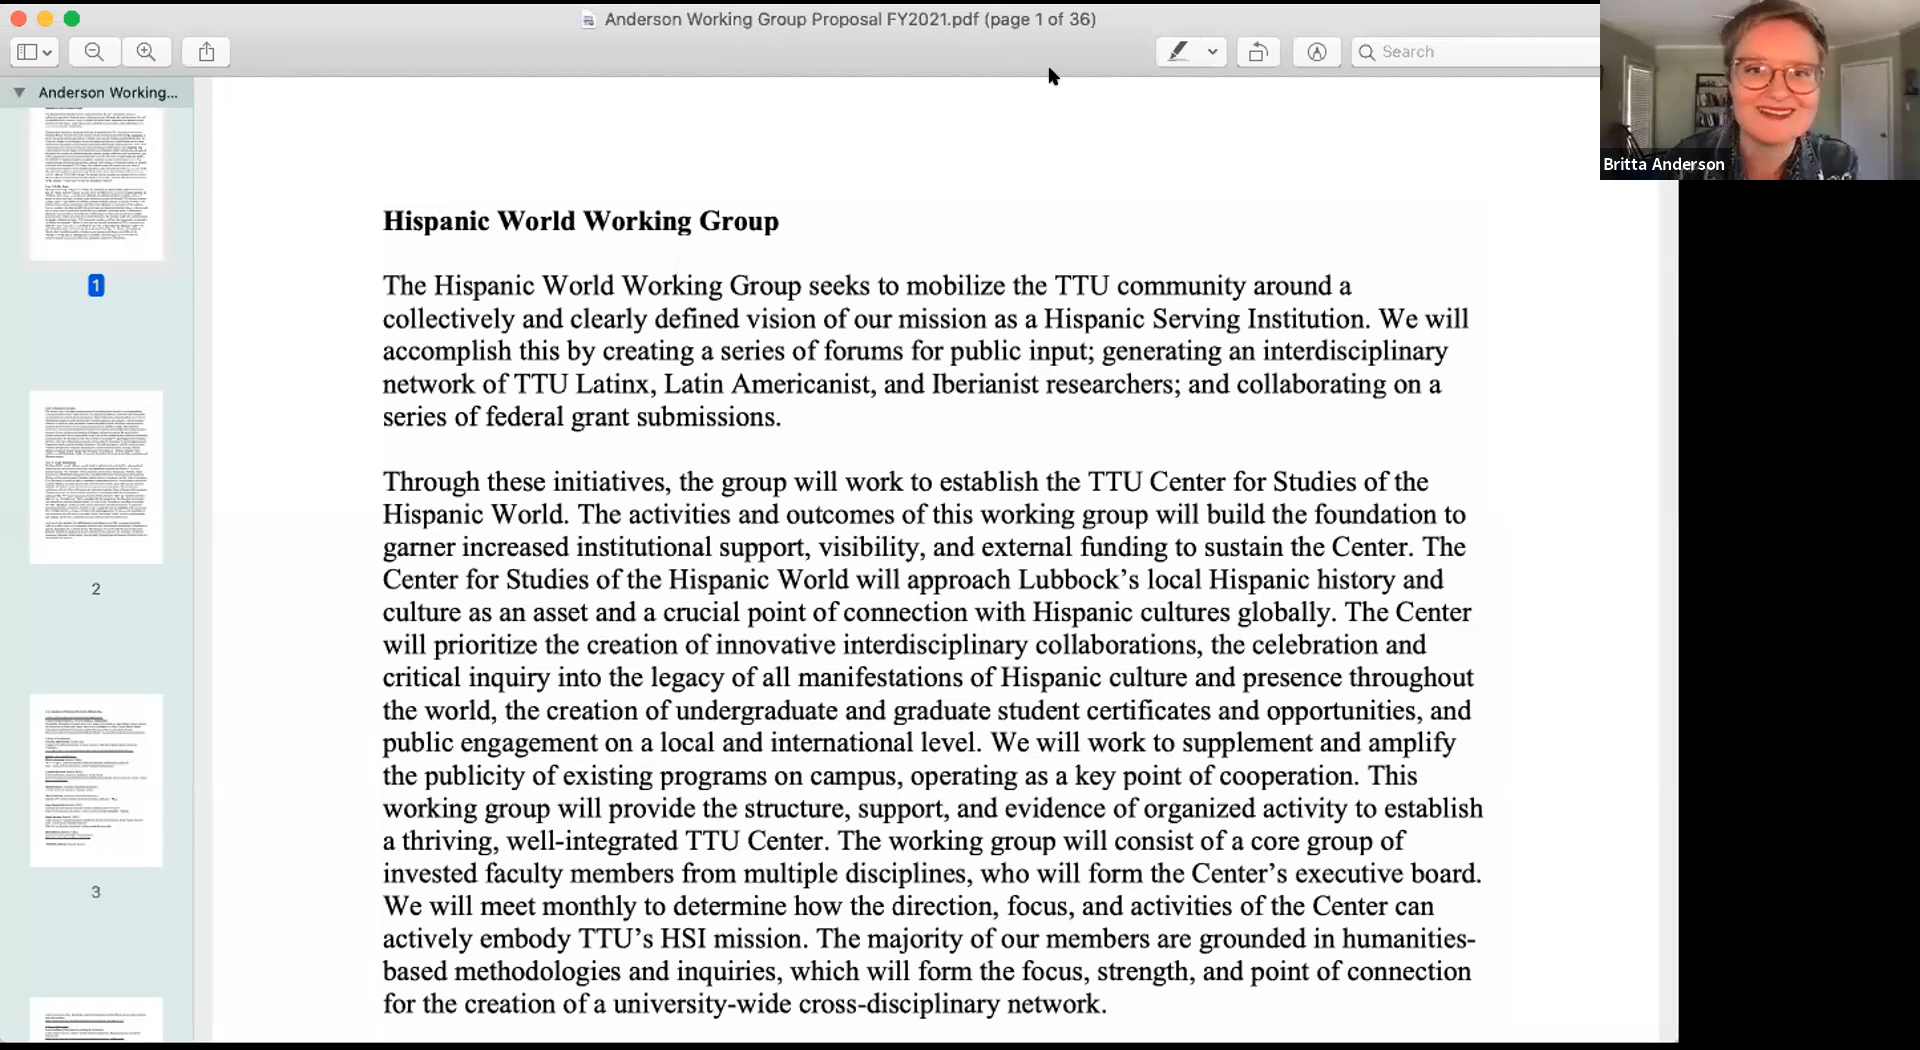 Anderson Working Group Proposal FY2021.pdf (page 1 of 36)
Search
Anderson Working...
1
2
3
Britta Anderson
Hispanic World Working Group
The Hispanic World Working Group seeks to mobilize the TTU community around a
collectively and clearly defined vision of our mission as a Hispanic Serving Institution. We will
accomplish this by creating a series of forums for public input; generating an interdisciplinary
network of TTU Latinx, Latin Americanist, and Iberianist researchers; and collaborating on a
series of federal grant submissions.
Through these initiatives, the group will work to establish the TTU Center for Studies of the
Hispanic World. The activities and outcomes of this working group will build the foundation to
garner increased institutional support, visibility, and external funding to sustain the Center. The
Center for Studies of the Hispanic World will approach Lubbock’s local Hispanic history and
culture as an asset and a crucial point of connection with Hispanic cultures globally. The Center
will prioritize the creation of innovative interdisciplinary collaborations, the celebration and
critical inquiry into the legacy of all manifestations of Hispanic culture and presence throughout
the world, the creation of undergraduate and graduate student certificates and opportunities, and
public engagement on a local and international level. We will work to supplement and amplify
the publicity of existing programs on campus, operating as a key point of cooperation. This
working group will provide the structure, support, and evidence of organized activity to establish
a thriving, well-integrated TTU Center. The working group will consist of a core group of
invested faculty members from multiple disciplines, who will form the Center’s executive board.
We will meet monthly to determine how the direction, focus, and activities of the Center can
actively embody TTU’s HSI mission. The majority of our members are grounded in humanities-
based methodologies and inquiries, which will form the focus, strength, and point of connection
for the creation of a university-wide cross-disciplinary network.